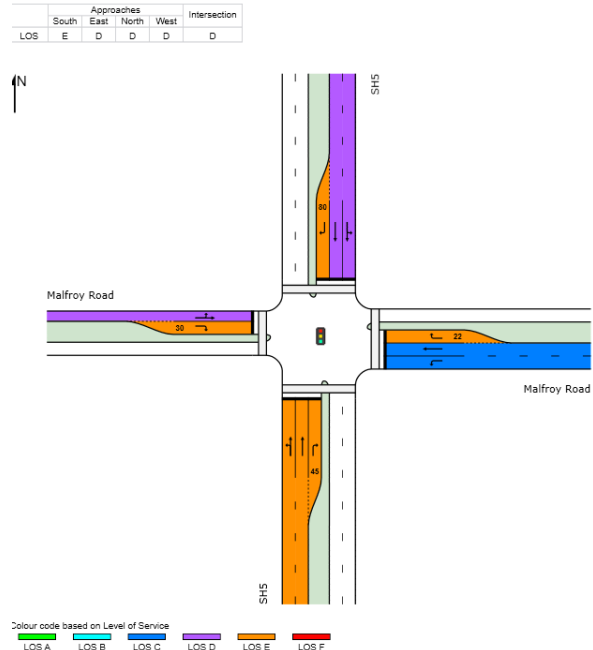 Approaches
Intersection
South East North West
LOS E D D D D
N
SH5
80
Malfroy Road
30
22
Malfroy Road
45
SH5
Colour code based on Level of Service
LOS A LOS B LOS C LOS D LOS E LOS F